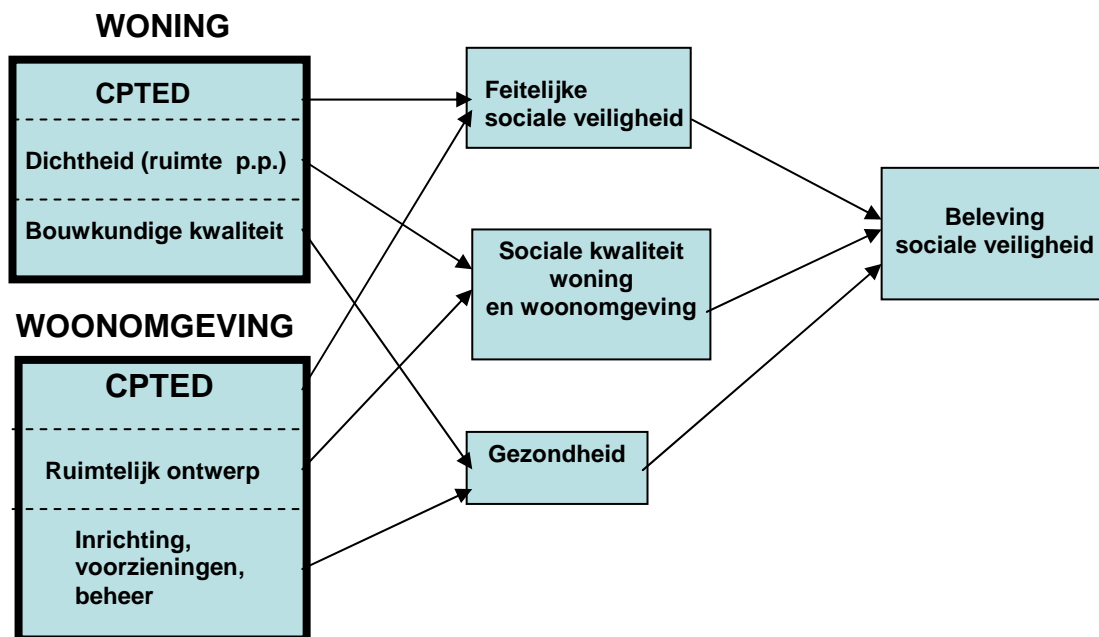 WONING
CPTED
Dichtheid (ruimte p.p.)
Bouwkundige kwaliteit
WOONOMGEVING
CPTED
Ruimtelijk ontwerp
Inrichting,
voorzieningen,
beheer
Feitelijke
sociale veiligheid
Sociale kwaliteit
woning
en woonomgeving
Gezondheid
Beleving
sociale veiligheid